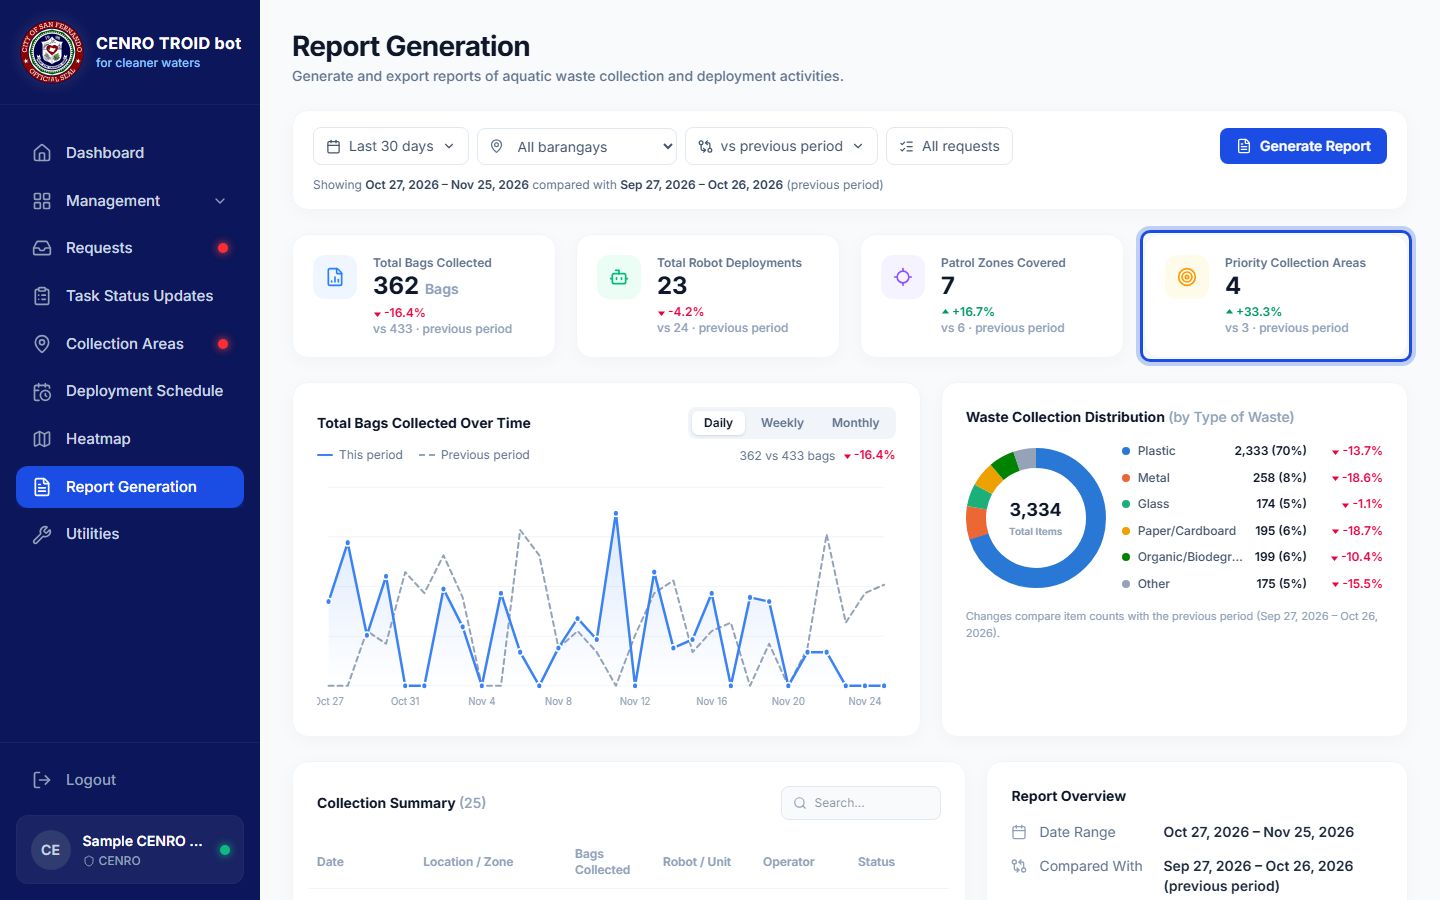 CITY OF SAN FERNANDO
OFFICIAL SEAL
CENRO TROID bot
for cleaner waters
Dashboard
Management
Requests
Task Status Updates
Collection Areas
Deployment Schedule
Heatmap
Report Generation
Utilities
Logout
CE
Sample CENRO ...
CENRO
Report Generation
Generate and export reports of aquatic waste collection and deployment activities.
Last 30 days
All barangays
vs previous period
All requests
Generate Report
Showing Oct 27, 2026 – Nov 25, 2026 compared with Sep 27, 2026 – Oct 26, 2026 (previous period)
Total Bags Collected
362 Bags
-16.4%
vs 433 · previous period
Total Robot Deployments
23
-4.2%
vs 24 · previous period
Patrol Zones Covered
7
+16.7%
vs 6 · previous period
Priority Collection Areas
4
+33.3%
vs 3 · previous period
Total Bags Collected Over Time
Daily
Weekly
Monthly
This period
Previous period
362 vs 433 bags
-16.4%
Oct 27
Oct 31
Nov 4
Nov 8
Nov 12
Nov 16
Nov 20
Nov 24
Waste Collection Distribution (by Type of Waste)
3,334
Total Items
Plastic 2,333 (70%) -13.7%
Metal 258 (8%) -18.6%
Glass 174 (5%) -1.1%
Paper/Cardboard 195 (6%) -18.7%
Organic/Biodegr... 199 (6%) -10.4%
Other 175 (5%) -15.5%
Changes compare item counts with the previous period (Sep 27, 2026 – Oct 26,
2026).
Collection Summary (25)
Search...
Date
Location / Zone
Bags
Collected
Robot / Unit
Operator
Status
Report Overview
Date Range
Oct 27, 2026 – Nov 25, 2026
Compared With
Sep 27, 2026 – Oct 26, 2026
(previous period)